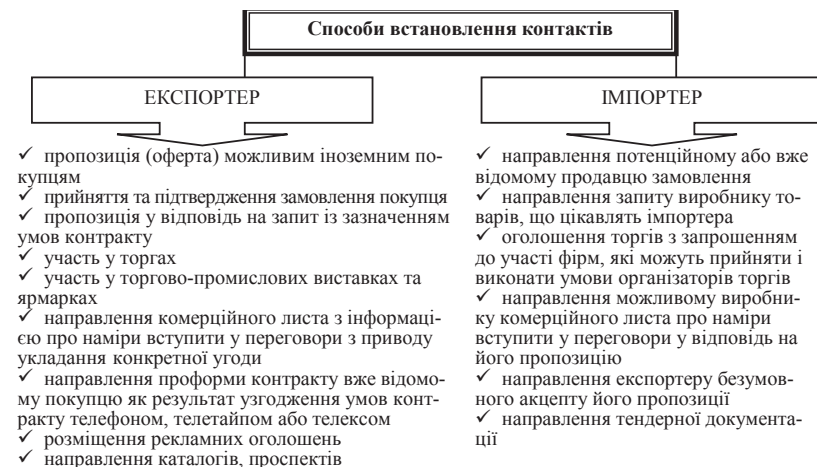 Способи встановлення контактів
ЕКСПОРТЕР
✓ пропозиція (оферта) можливим іноземним по-
купцям
✓ прийняття та підтвердження замовлення покупця
✓ пропозиція у відповідь на запит із зазначенням
умов контракту
✓ участь у торгах
✓ участь у торгово-промислових виставках та
ярмарках
✓ направлення комерційного листа з інформаці-
єю про наміри вступити у переговори з приводу
укладання конкретної угоди
✓ направлення проформи контракту вже відомо-
му покупцю як результат узгодження умов конт-
ракту телефоном, телетайпом або телексом
✓ розміщення рекламних оголошень
✓ направлення каталогів, проспектів
ІМПОРТЕР
✓ направлення потенційному або вже
відомому продавцю замовлення
✓ направлення запиту виробнику то-
варів, що цікавлять імпортера
✓ оголошення торгів з запрошенням
до участі фірм, які можуть прийняти і
виконати умови організаторів торгів
✓ направлення можливому виробни-
ку комерційного листа про наміри
вступити у переговори у відповідь на
його пропозицію
✓ направлення експортеру безумов-
ного акцепту його пропозиції
✓ направлення тендерної документа-
ції